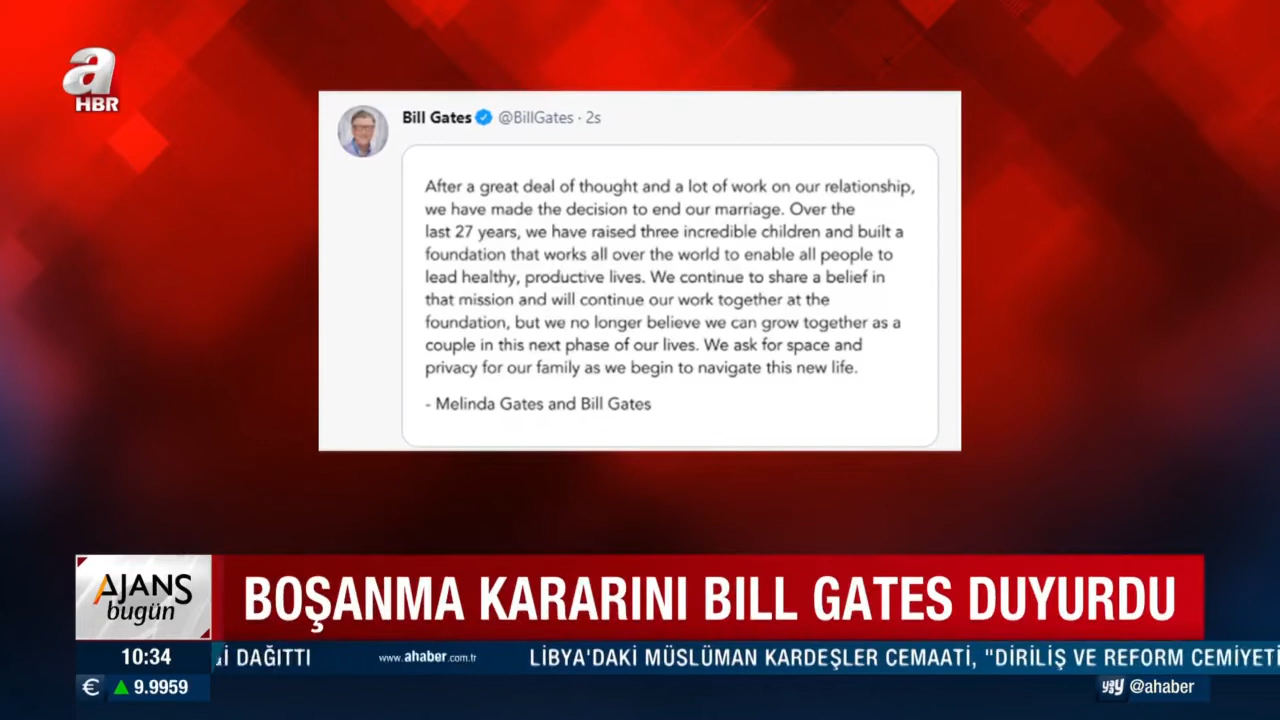 a
HBR
Bill Gates @BillGates · 2s
After a great deal of thought and a lot of work on our relationship,
we have made the decision to end our marriage. Over the
last 27 years, we have raised three incredible children and built a
foundation that works all over the world to enable all people to
lead healthy, productive lives. We continue to share a belief in
that mission and will continue our work together at the
foundation, but we no longer believe we can grow together as a
couple in this next phase of our lives. We ask for space and
privacy for our family as we begin to navigate this new life.
- Melinda Gates and Bill Gates
AJANS
bugün
BOŞANMA KARARINI BILL GATES DUYURDU
10:34
DAĞITTI www.ahaber.com.tr LİBYA'DAKİ MÜSLÜMAN KARDEŞLER CEMAATİ, "DİRİLİŞ VE REFORM CEMİYETİ
€ 9.9959
@ahaber